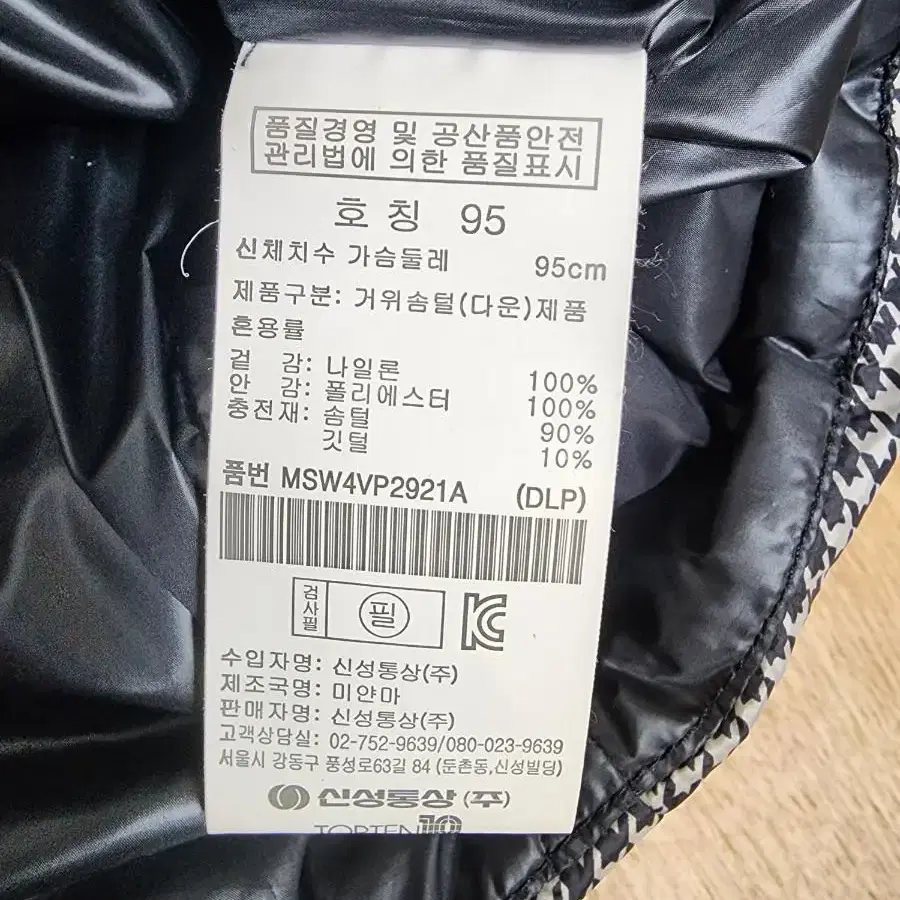 품질경영 및 공산품안전
관리법에 의한 품질표시
호 칭 95
신체치수 가슴둘레 95cm
제품구분: 거위솜털(다운)제품
혼용률
겉 감: 나일론 100%
안 감: 폴리에스터 100%
충전재: 솜털 90%
깃털 10%
품번 MSW4VP2921A (DLP)
검사필 필 KC
수입자명: 신성통상(주)
제조국명: 미얀마
판매자명: 신성통상(주)
고객상담실: 02-752-9639/080-023-9639
서울시 강동구 풍성로63길 84 (둔촌동,신성빌딩)
신성통상 (주)
TOPTEN10